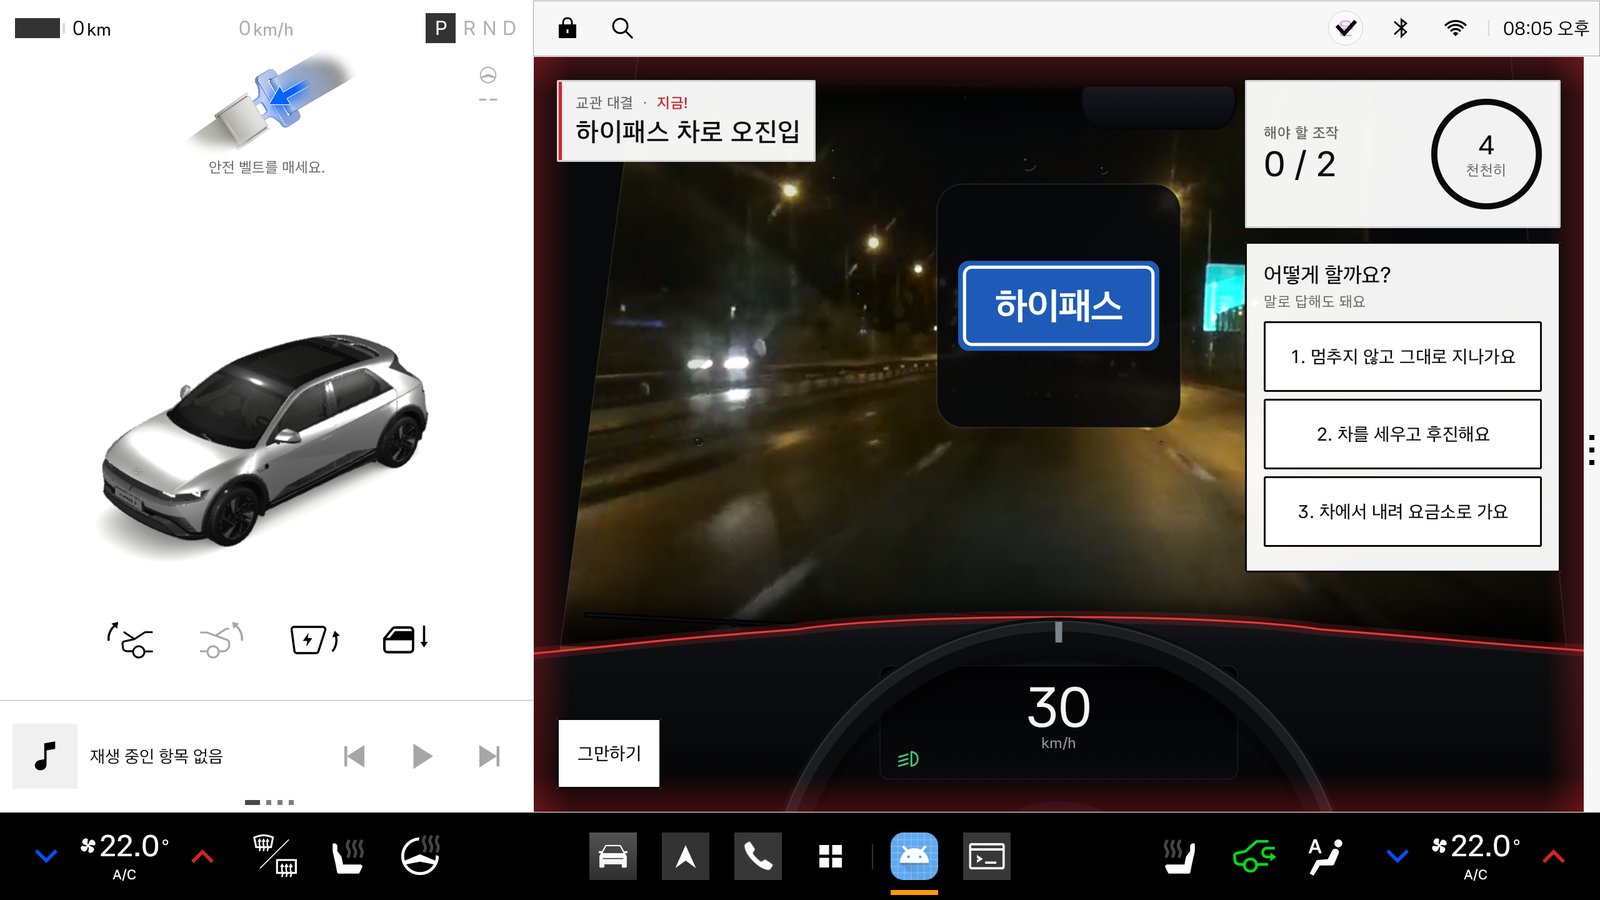 0 km
0 km/h
P R N D
08:05 오후
--
안전 벨트를 매세요.
교관 대결 · 지금!
하이패스 차로 오진입
해야 할 조작
0 / 2
4
천천히
하이패스
어떻게 할까요?
말로 답해도 돼요
1. 멈추지 않고 그대로 지나가요
2. 차를 세우고 후진해요
3. 차에서 내려 요금소로 가요
30
km/h
그만하기
재생 중인 항목 없음
22.0°
A/C
A
22.0°
A/C